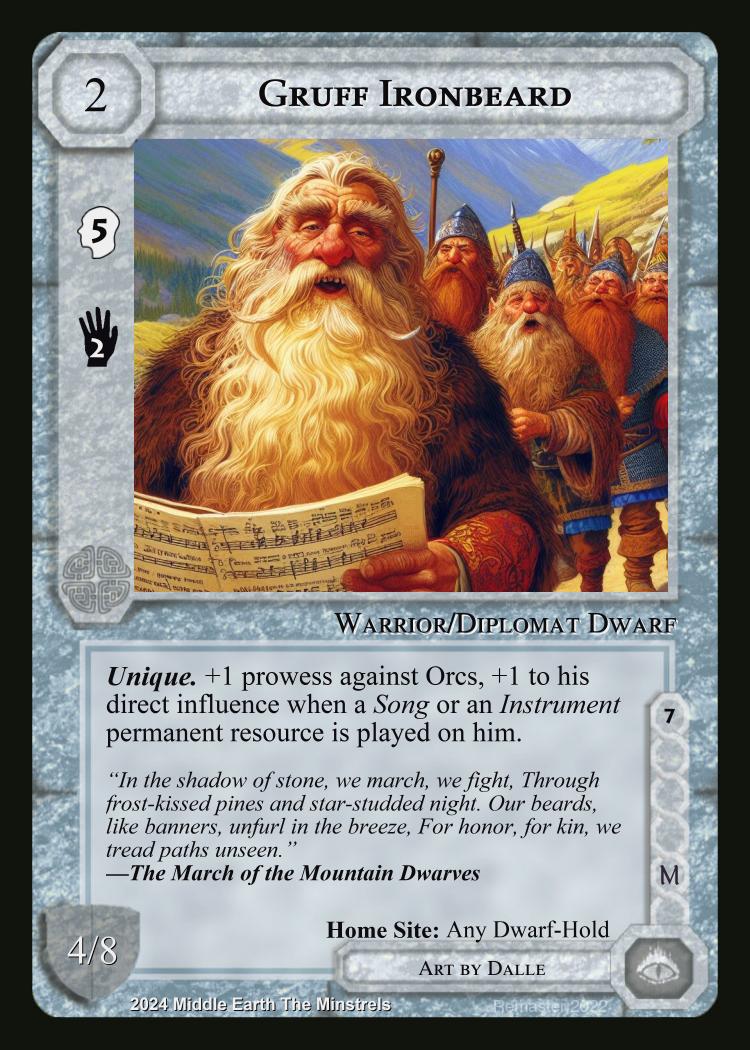 2
Gruff Ironbeard
5
2
Warrior/Diplomat Dwarf
Unique. +1 prowess against Orcs, +1 to his
direct influence when a Song or an Instrument
permanent resource is played on him.
7
“In the shadow of stone, we march, we fight, Through
frost-kissed pines and star-studded night. Our beards,
like banners, unfurl in the breeze, For honor, for kin, we
tread paths unseen.”
—The March of the Mountain Dwarves
M
Home Site: Any Dwarf-Hold
4/8
Art by Dalle
2024 Middle Earth The Minstrels
Remaster 2022